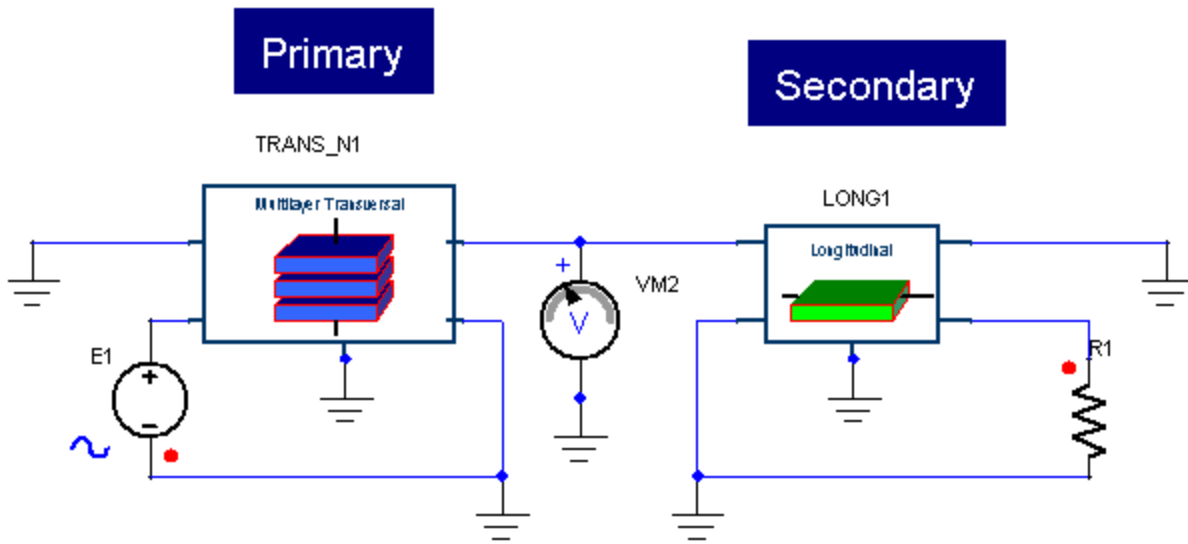 Primary
Secondary
TRANS_N1
Multilayer Transversal
LONG1
Longitudinal
+
VM2
V
E1
+
−
R1